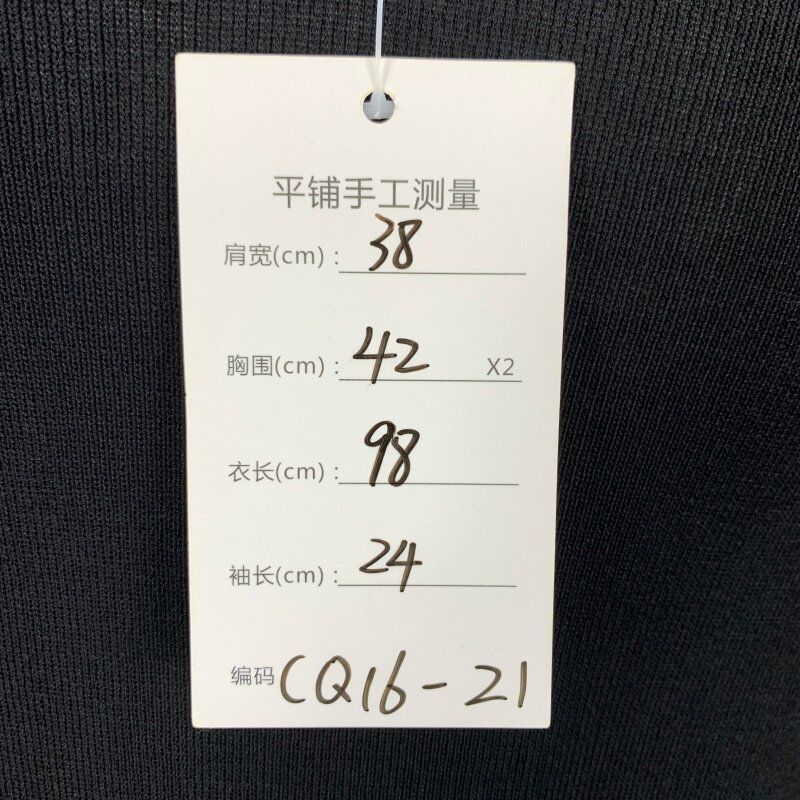 平铺手工测量
肩宽(cm)：38
胸围(cm)：42 X2
衣长(cm)：98
袖长(cm)：24
编码 CQ16-21